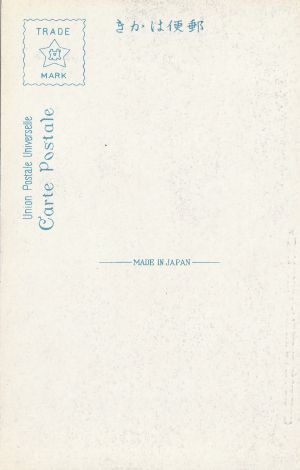 TRADE
MARK
郵便はかき
Union Postale Universelle
Carte Postale
MADE IN JAPAN